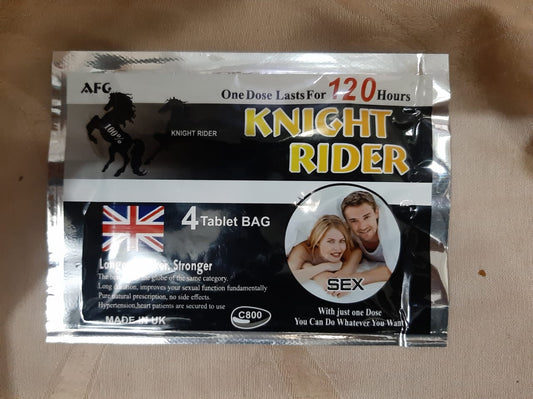 AFG
One Dose Lasts For 120 Hours
100%
KNIGHT RIDER
KNIGHT
RIDER
4 Tablet BAG
Stronger
globe of the same category.
Long duration, improves your sexual function fundamentally
Pure natural prescription, no side effects.
Hypertension, heart patients are secured to use
MADE IN UK
C800
SEX
With just one Dose
You Can Do Whatever You Want